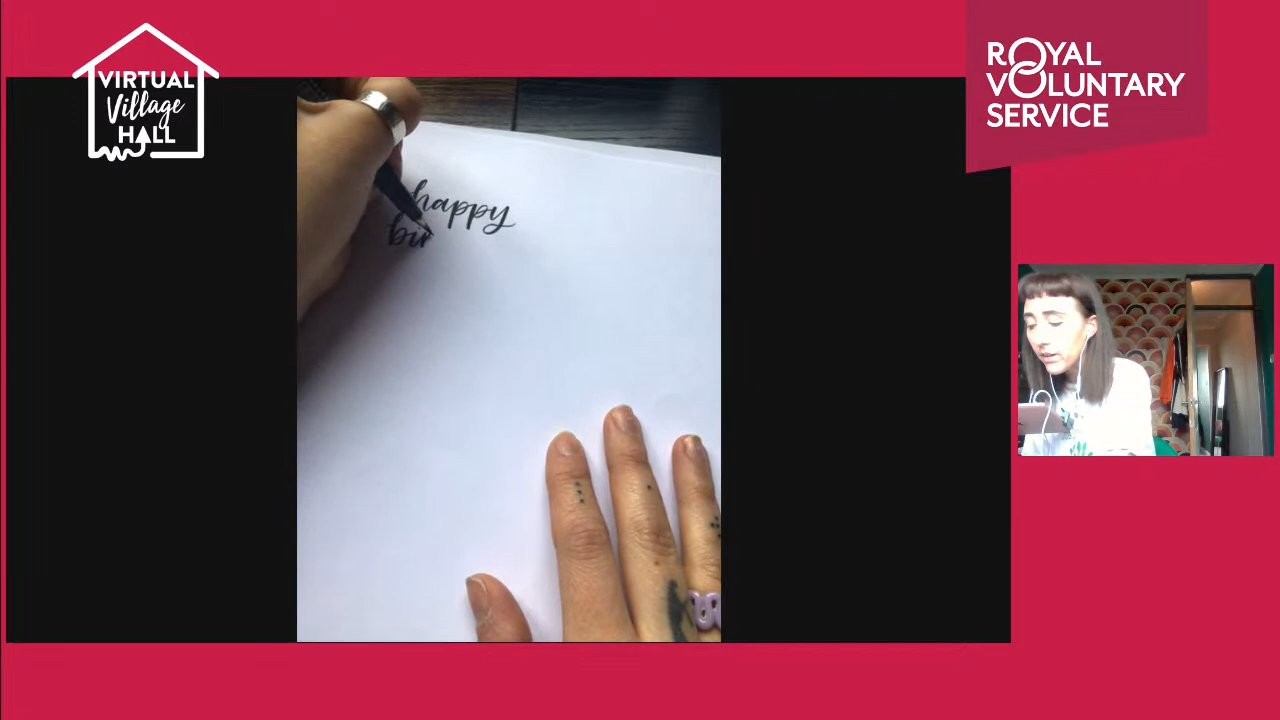 VIRTUAL
Village
HALL
ROYAL
VOLUNTARY
SERVICE
happy
bir